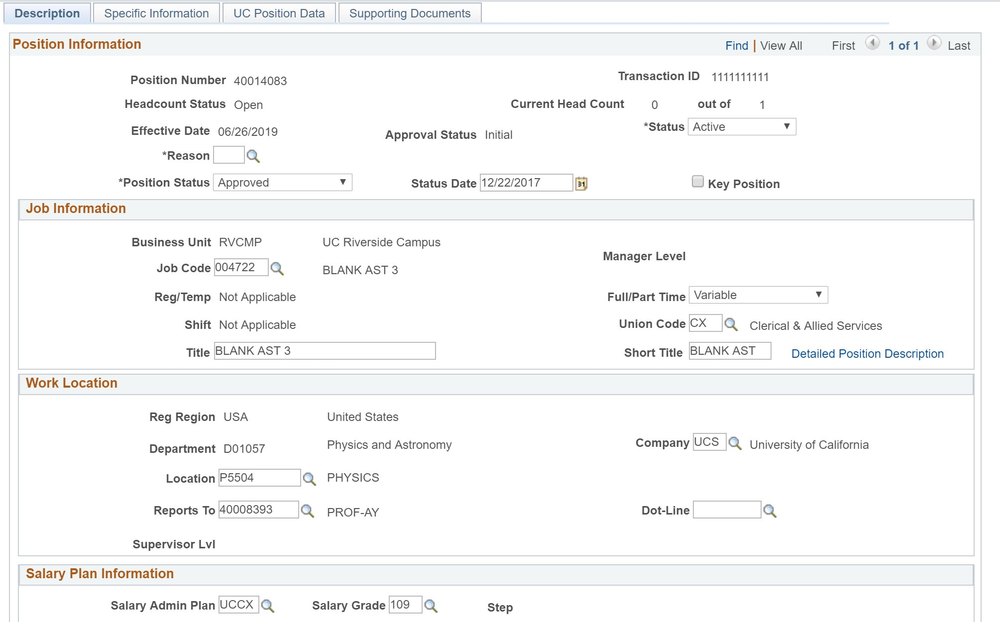 Description Specific Information UC Position Data Supporting Documents
Position Information Find | View All First 1 of 1 Last
Position Number 40014083 Transaction ID 1111111111
Headcount Status Open Current Head Count 0 out of 1
Effective Date 06/26/2019 Approval Status Initial *Status Active
*Reason
*Position Status Approved Status Date 12/22/2017 31 Key Position
Job Information
Business Unit RVCMP UC Riverside Campus
Manager Level
Job Code 004722 BLANK AST 3
Reg/Temp Not Applicable Full/Part Time Variable
Shift Not Applicable Union Code CX Clerical & Allied Services
Title BLANK AST 3 Short Title BLANK AST Detailed Position Description
Work Location
Reg Region USA United States
Department D01057 Physics and Astronomy Company UCS University of California
Location P5504 PHYSICS
Reports To 40008393 PROF-AY Dot-Line
Supervisor Lvl
Salary Plan Information
Salary Admin Plan UCCX Salary Grade 109 Step